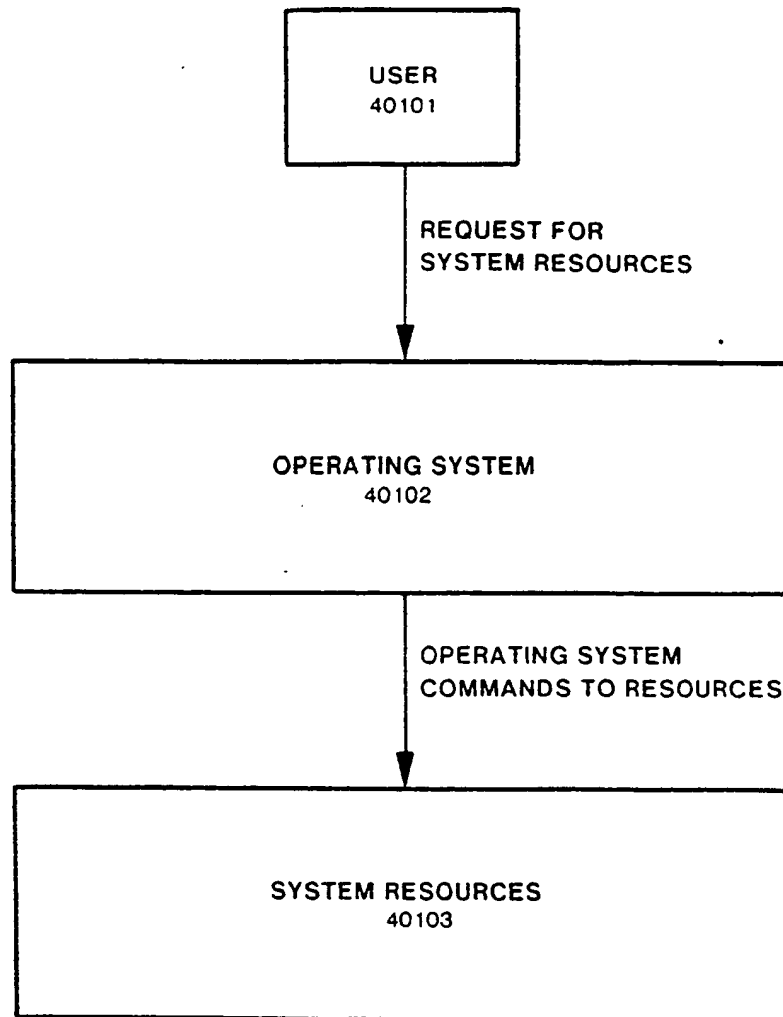 USER
40101
REQUEST FOR
SYSTEM RESOURCES
OPERATING SYSTEM
40102
OPERATING SYSTEM
COMMANDS TO RESOURCES
SYSTEM RESOURCES
40103